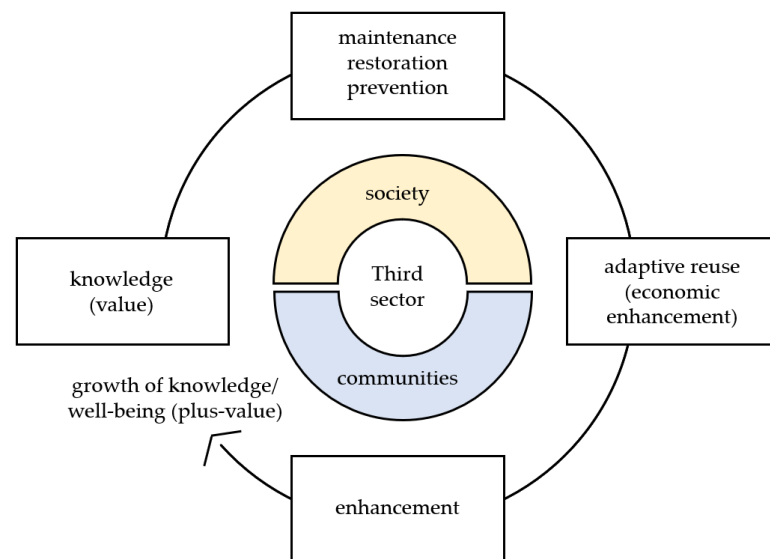 maintenance
restoration
prevention
society
Third
sector
knowledge
(value)
adaptive reuse
(economic
enhancement)
communities
growth of knowledge/
well-being (plus-value)
enhancement